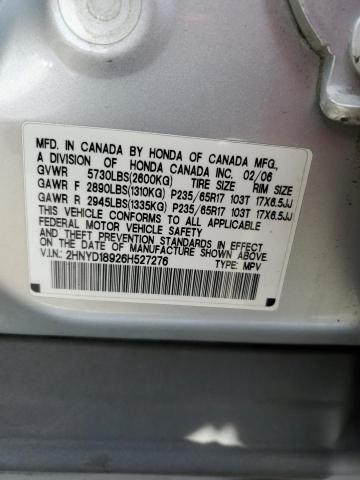 MFD. IN CANADA BY HONDA OF CANADA MFG.,
A DIVISION OF HONDA CANADA INC. 02/06
GVWR 5730LBS(2600KG) TIRE SIZE RIM SIZE
GAWR F 2890LBS(1310KG) P235/65R17 103T 17X6.5JJ
GAWR R 2945LBS(1335KG) P235/65R17 103T 17X6.5JJ
THIS VEHICLE CONFORMS TO ALL APPLICABLE
FEDERAL MOTOR VEHICLE SAFETY
AND THEFT PREVENTION STANDARDS IN EFFECT
ON THE DATE OF MANUFACTURE SHOWN ABOVE.
V.I.N.: 2HNYD18926H527276 TYPE: MPV